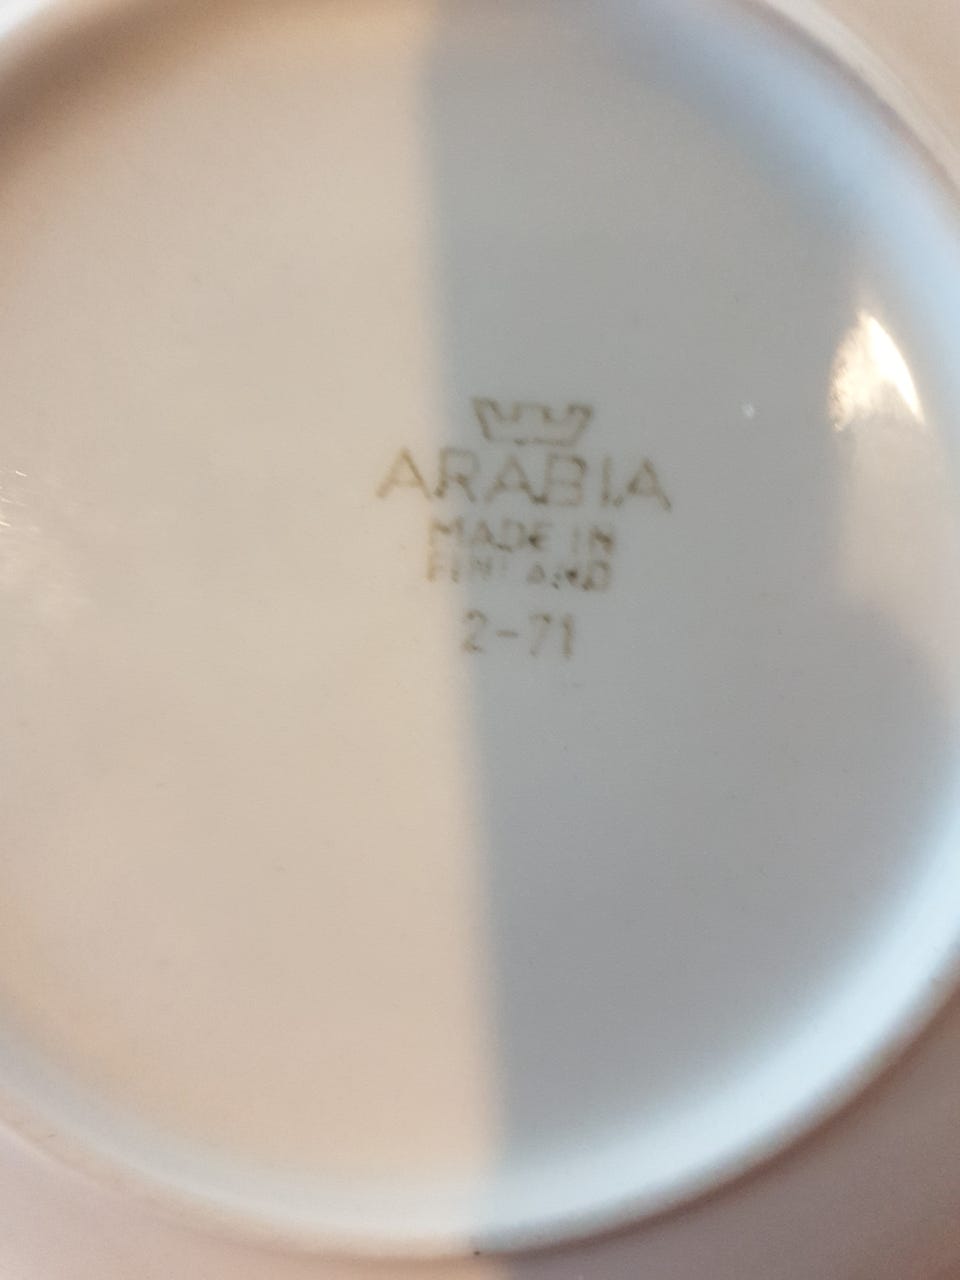 ARABIA
MADE IN
FINLAND
2-71